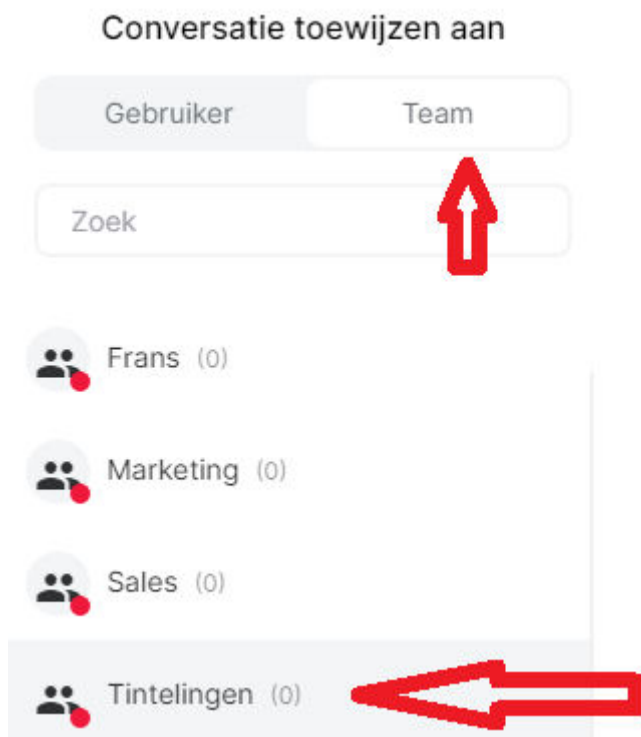 Conversatie toewijzen aan
Gebruiker Team
Zoek
Frans (0)
Marketing (0)
Sales (0)
Tintelingen (0)